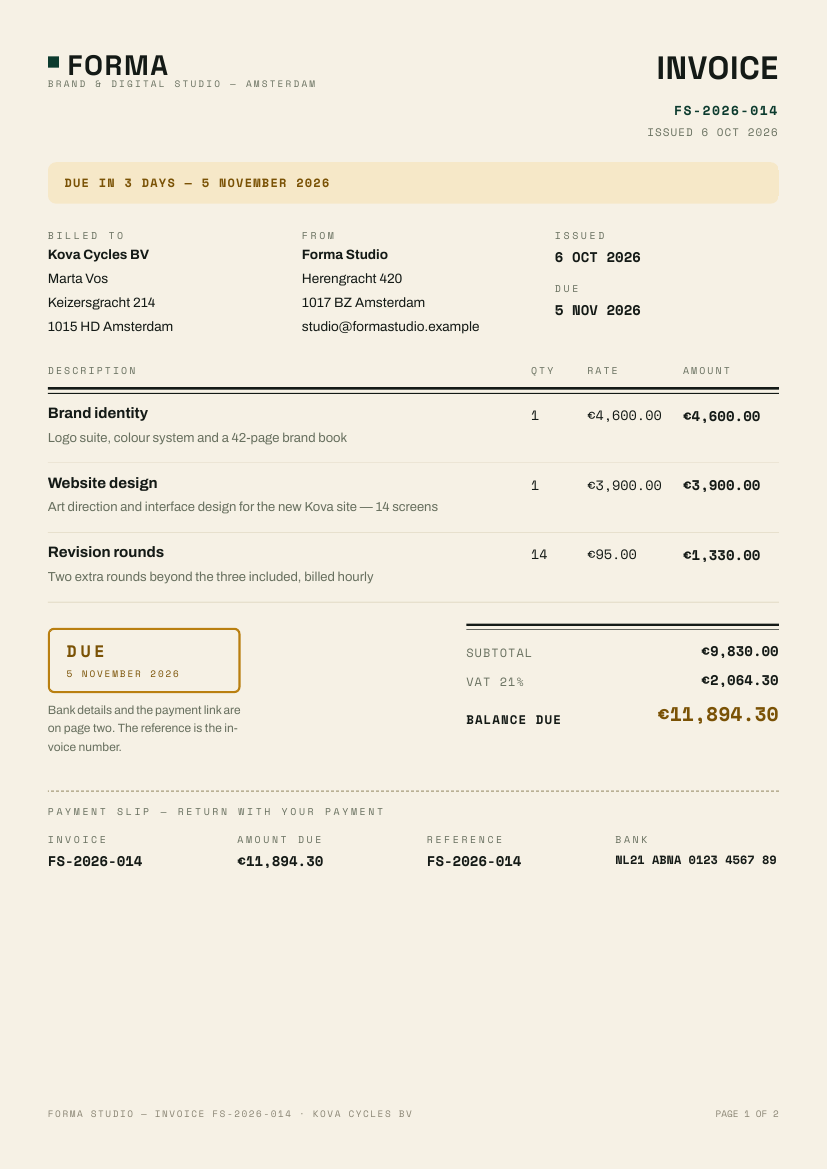 FORMA
BRAND & DIGITAL STUDIO — AMSTERDAM
INVOICE
FS-2026-014
ISSUED 6 OCT 2026
DUE IN 3 DAYS — 5 NOVEMBER 2026
BILLED TO
Kova Cycles BV
Marta Vos
Keizersgracht 214
1015 HD Amsterdam
FROM
Forma Studio
Herengracht 420
1017 BZ Amsterdam
studio@formastudio.example
ISSUED
6 OCT 2026
DUE
5 NOV 2026
DESCRIPTION QTY RATE AMOUNT
Brand identity 1 €4,600.00 €4,600.00
Logo suite, colour system and a 42-page brand book
Website design 1 €3,900.00 €3,900.00
Art direction and interface design for the new Kova site — 14 screens
Revision rounds 14 €95.00 €1,330.00
Two extra rounds beyond the three included, billed hourly
DUE
5 NOVEMBER 2026
Bank details and the payment link are
on page two. The reference is the in-
voice number.
SUBTOTAL €9,830.00
VAT 21% €2,064.30
BALANCE DUE €11,894.30
PAYMENT SLIP — RETURN WITH YOUR PAYMENT
INVOICE AMOUNT DUE REFERENCE BANK
FS-2026-014 €11,894.30 FS-2026-014 NL21 ABNA 0123 4567 89
FORMA STUDIO — INVOICE FS-2026-014 · KOVA CYCLES BV PAGE 1 OF 2